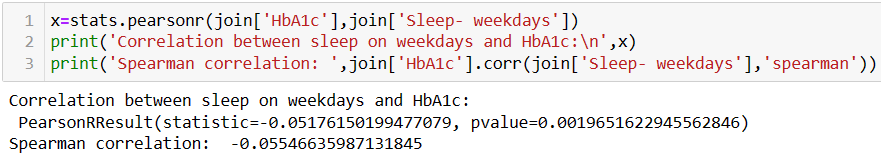 1 x=stats.pearsonr(join['HbA1c'],join['Sleep- weekdays'])
2 print('Correlation between sleep on weekdays and HbA1c:\n',x)
3 print('Spearman correlation: ',join['HbA1c'].corr(join['Sleep- weekdays'],'spearman'))
Correlation between sleep on weekdays and HbA1c:
 PearsonRResult(statistic=-0.05176150199477079, pvalue=0.0019651622945562846)
Spearman correlation:  -0.05546635987131845